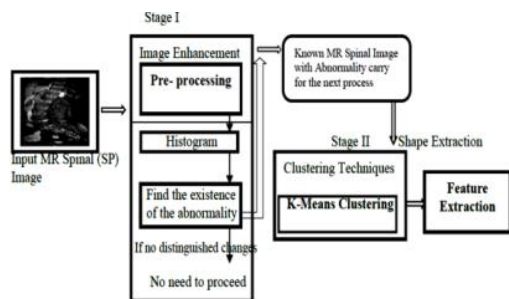 Stage I
Image Enhancement
Pre- processing
Histogram
Find the existence
of the abnormality
If no distinguished changes
No need to proceed
Input MR Spinal (SP)
Image
Known MR Spinal Image
with Abnormality carry
for the next process
Stage II
Shape Extraction
Clustering Techniques
K-Means Clustering
Feature
Extraction